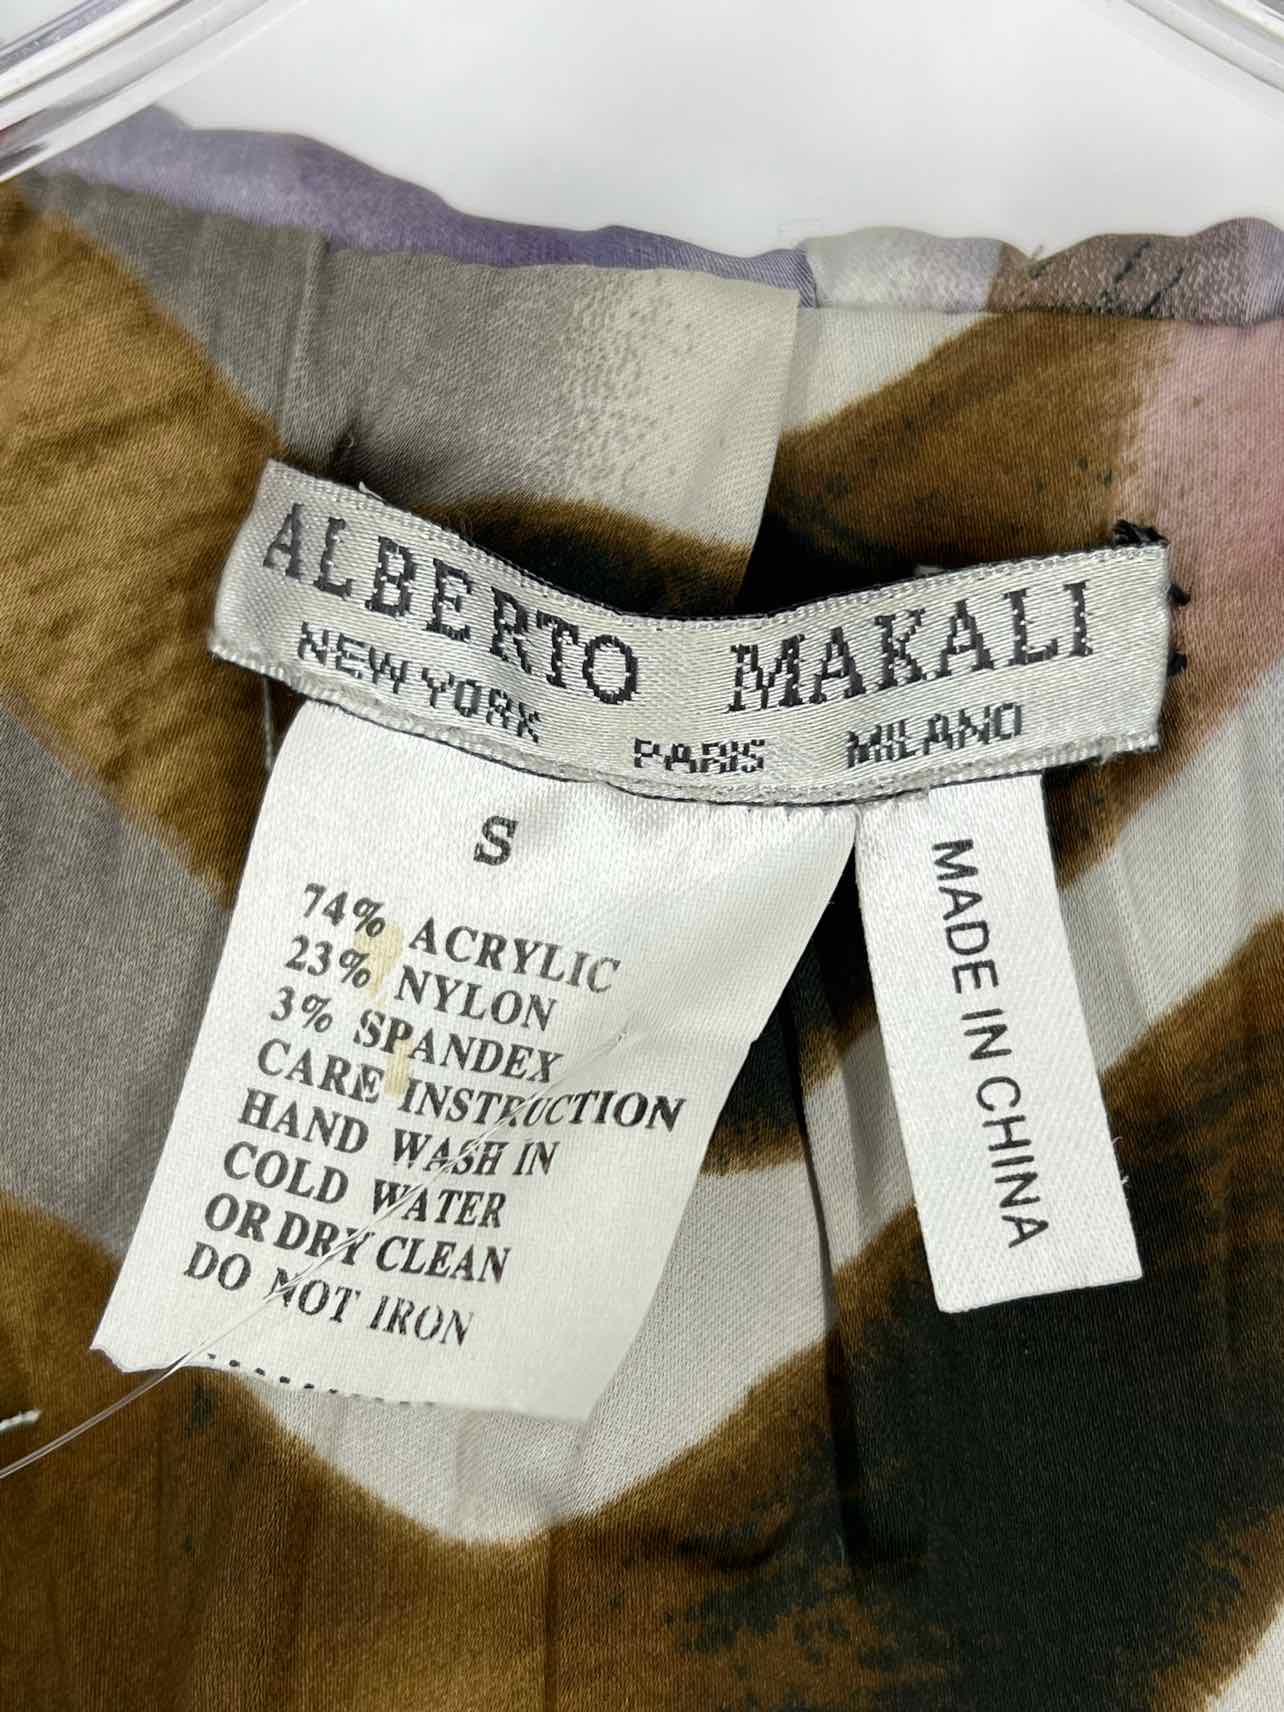 ALBERTO MAKALI
NEW YORK PARIS MILANO
S
74% ACRYLIC
23% NYLON
3% SPANDEX
CARE INSTRUCTION
HAND WASH IN
COLD WATER
OR DRY CLEAN
DO NOT IRON
MADE IN CHINA